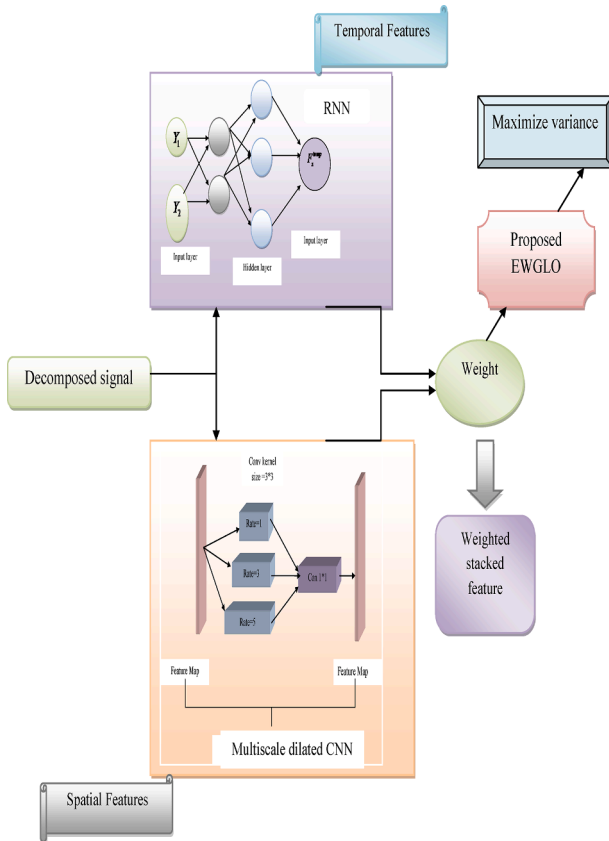 Temporal Features
RNN
Y1
Y2
Input layer
Hidden layer
Input layer
Maximize variance
Proposed
EWGLO
Decomposed signal
Weight
Conv kernel
size =3*3
Rate=1
Rate=3
Rate=5
Con 1*1
Feature Map
Feature Map
Multiscale dilated CNN
Weighted
stacked
feature
Spatial Features